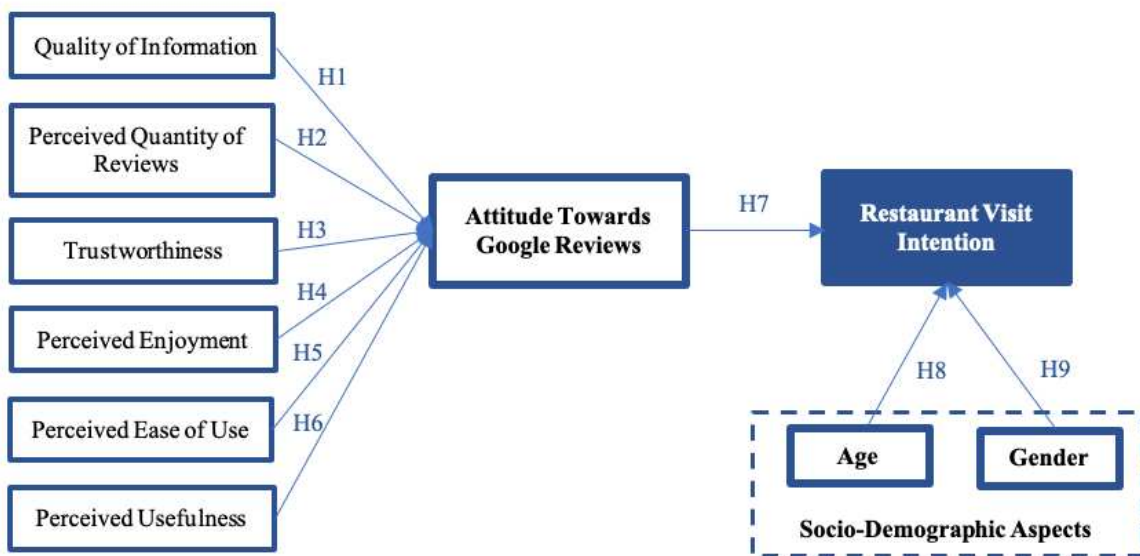 Quality of Information
H1
Perceived Quantity of
Reviews
H2
Trustworthiness
H3
Perceived Enjoyment
H4
Perceived Ease of Use
H5
Perceived Usefulness
H6
Attitude Towards
Google Reviews
H7
Restaurant Visit
Intention
H8
H9
Age
Gender
Socio-Demographic Aspects